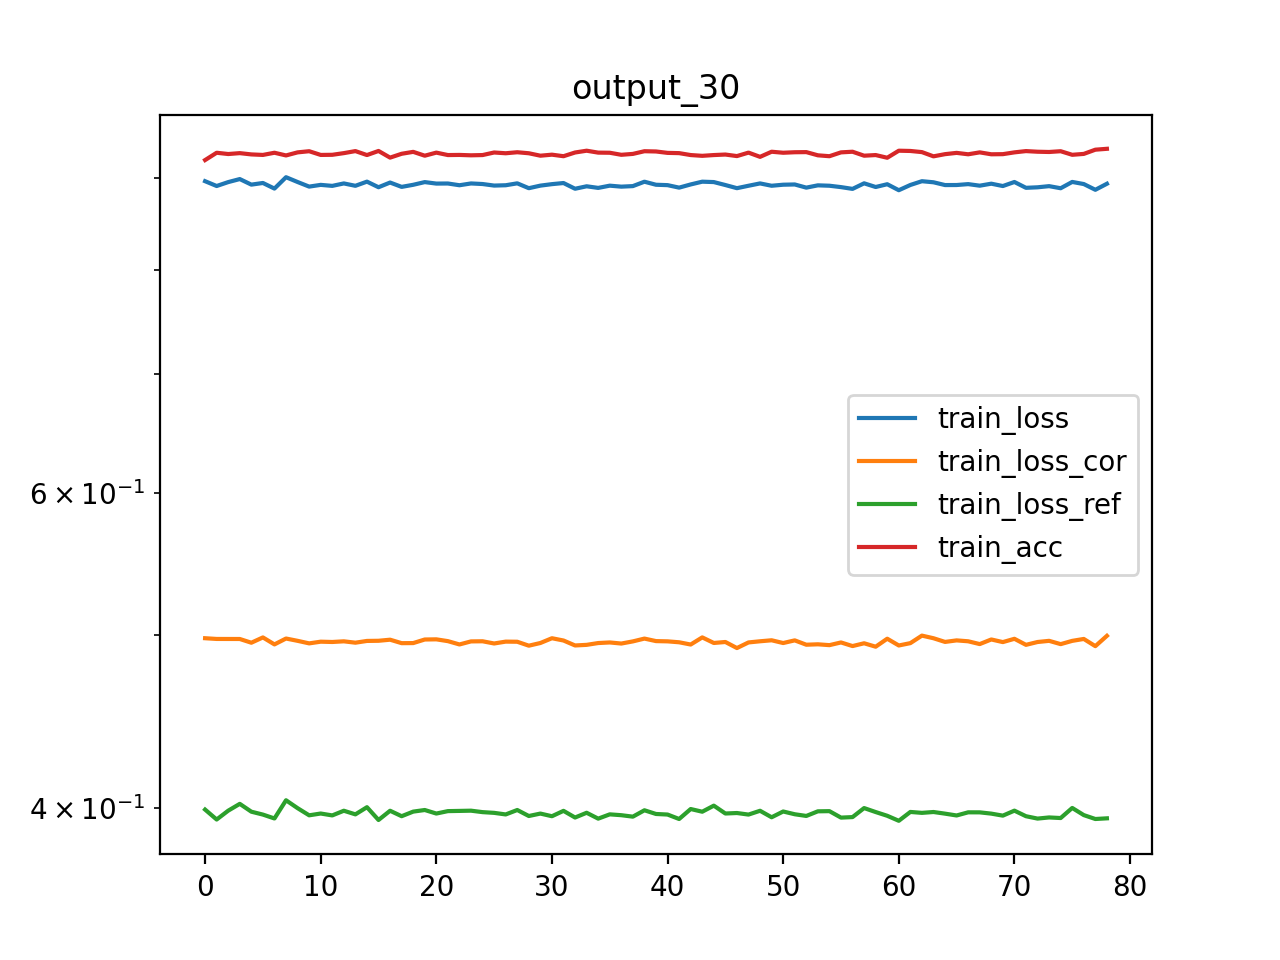 output_30
6 × 10⁻¹
4 × 10⁻¹
train_loss
train_loss_cor
train_loss_ref
train_acc
0 10 20 30 40 50 60 70 80